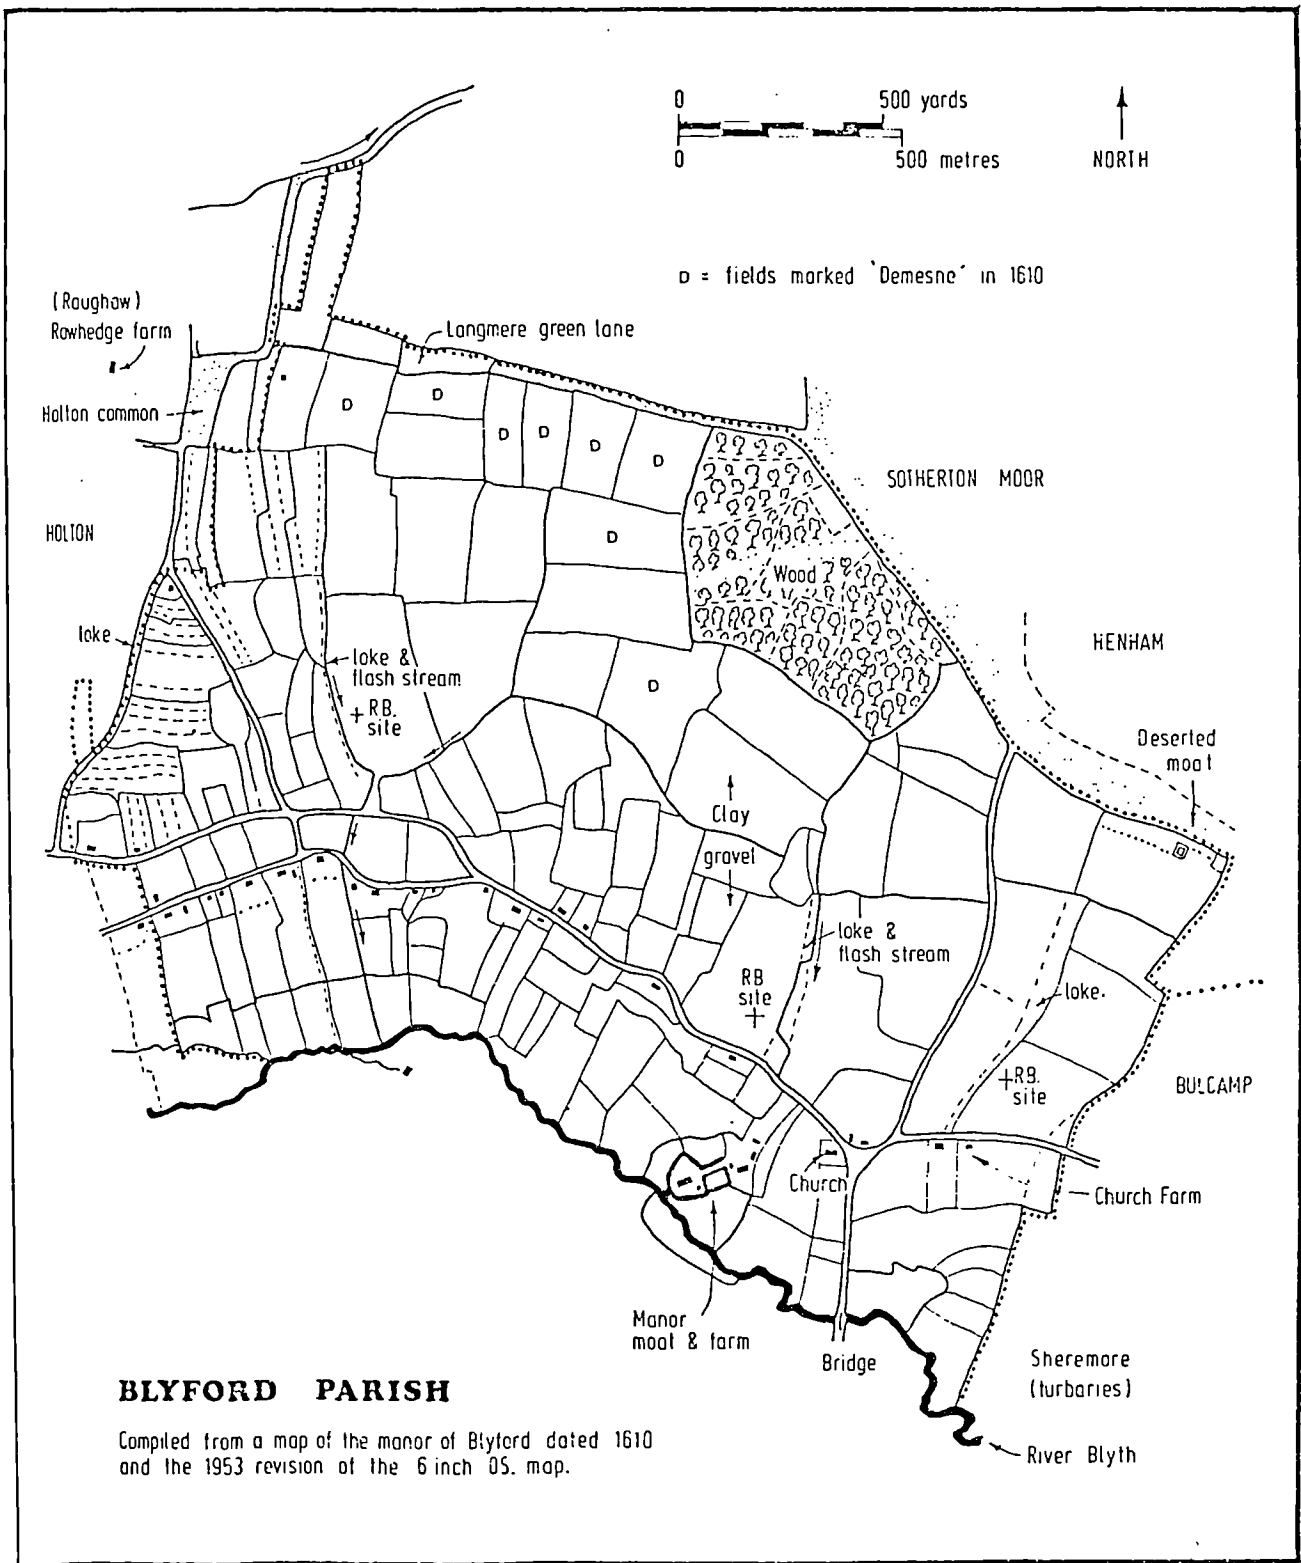 0 500 yards
0 500 metres
NORTH
D = fields marked 'Demesne' in 1610
(Roughaw)
Rowhedge farm
Langmere green lane
Holton common
D
D
D
D
D
D
SOTHERTON MOOR
HOLTON
D
Wood
loke
HENHAM
loke &
flash stream
D
RB.
site
Deserted
moat
Clay
gravel
loke &
flash stream
RB
site
loke.
RB.
site
BULCAMP
Church
Church Farm
Manor
moat & farm
Bridge
Sheremore
(turbaries)
River Blyth
BLYFORD PARISH
Compiled from a map of the manor of Blyford dated 1610
and the 1953 revision of the 6 inch OS. map.